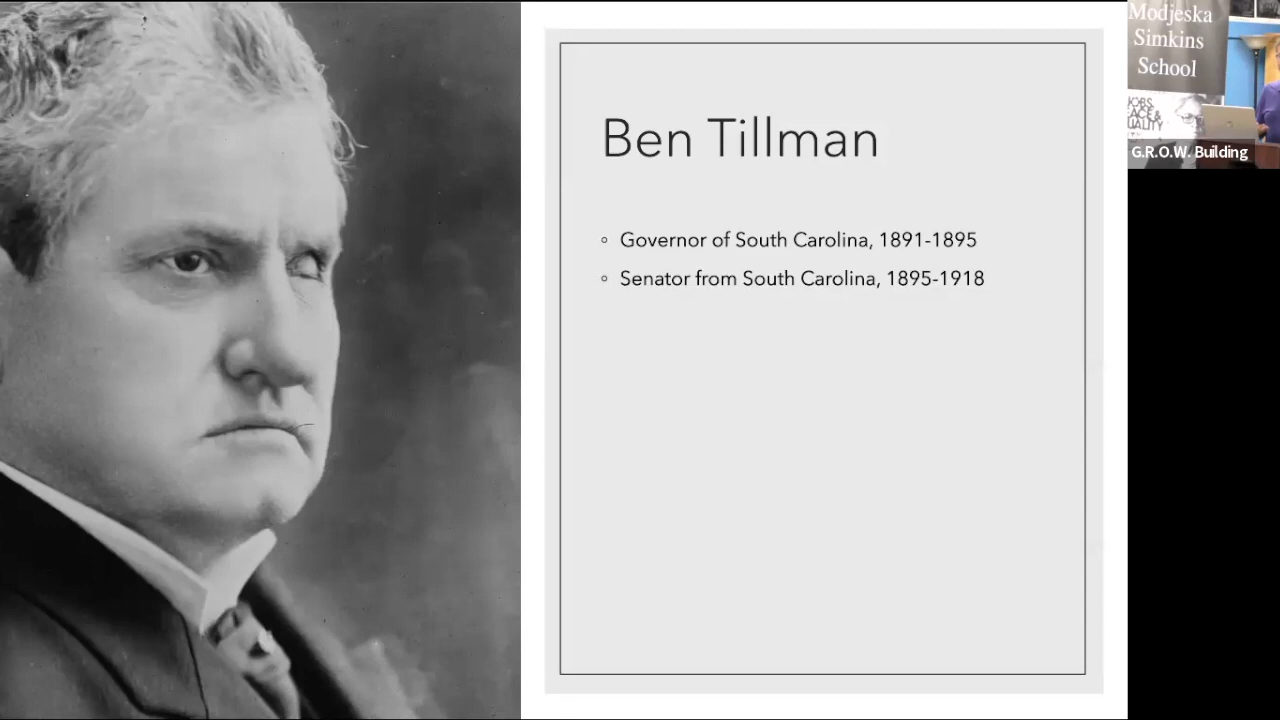 Ben Tillman
Governor of South Carolina, 1891-1895
Senator from South Carolina, 1895-1918
Modjeska
Simkins
School
G.R.O.W. Building